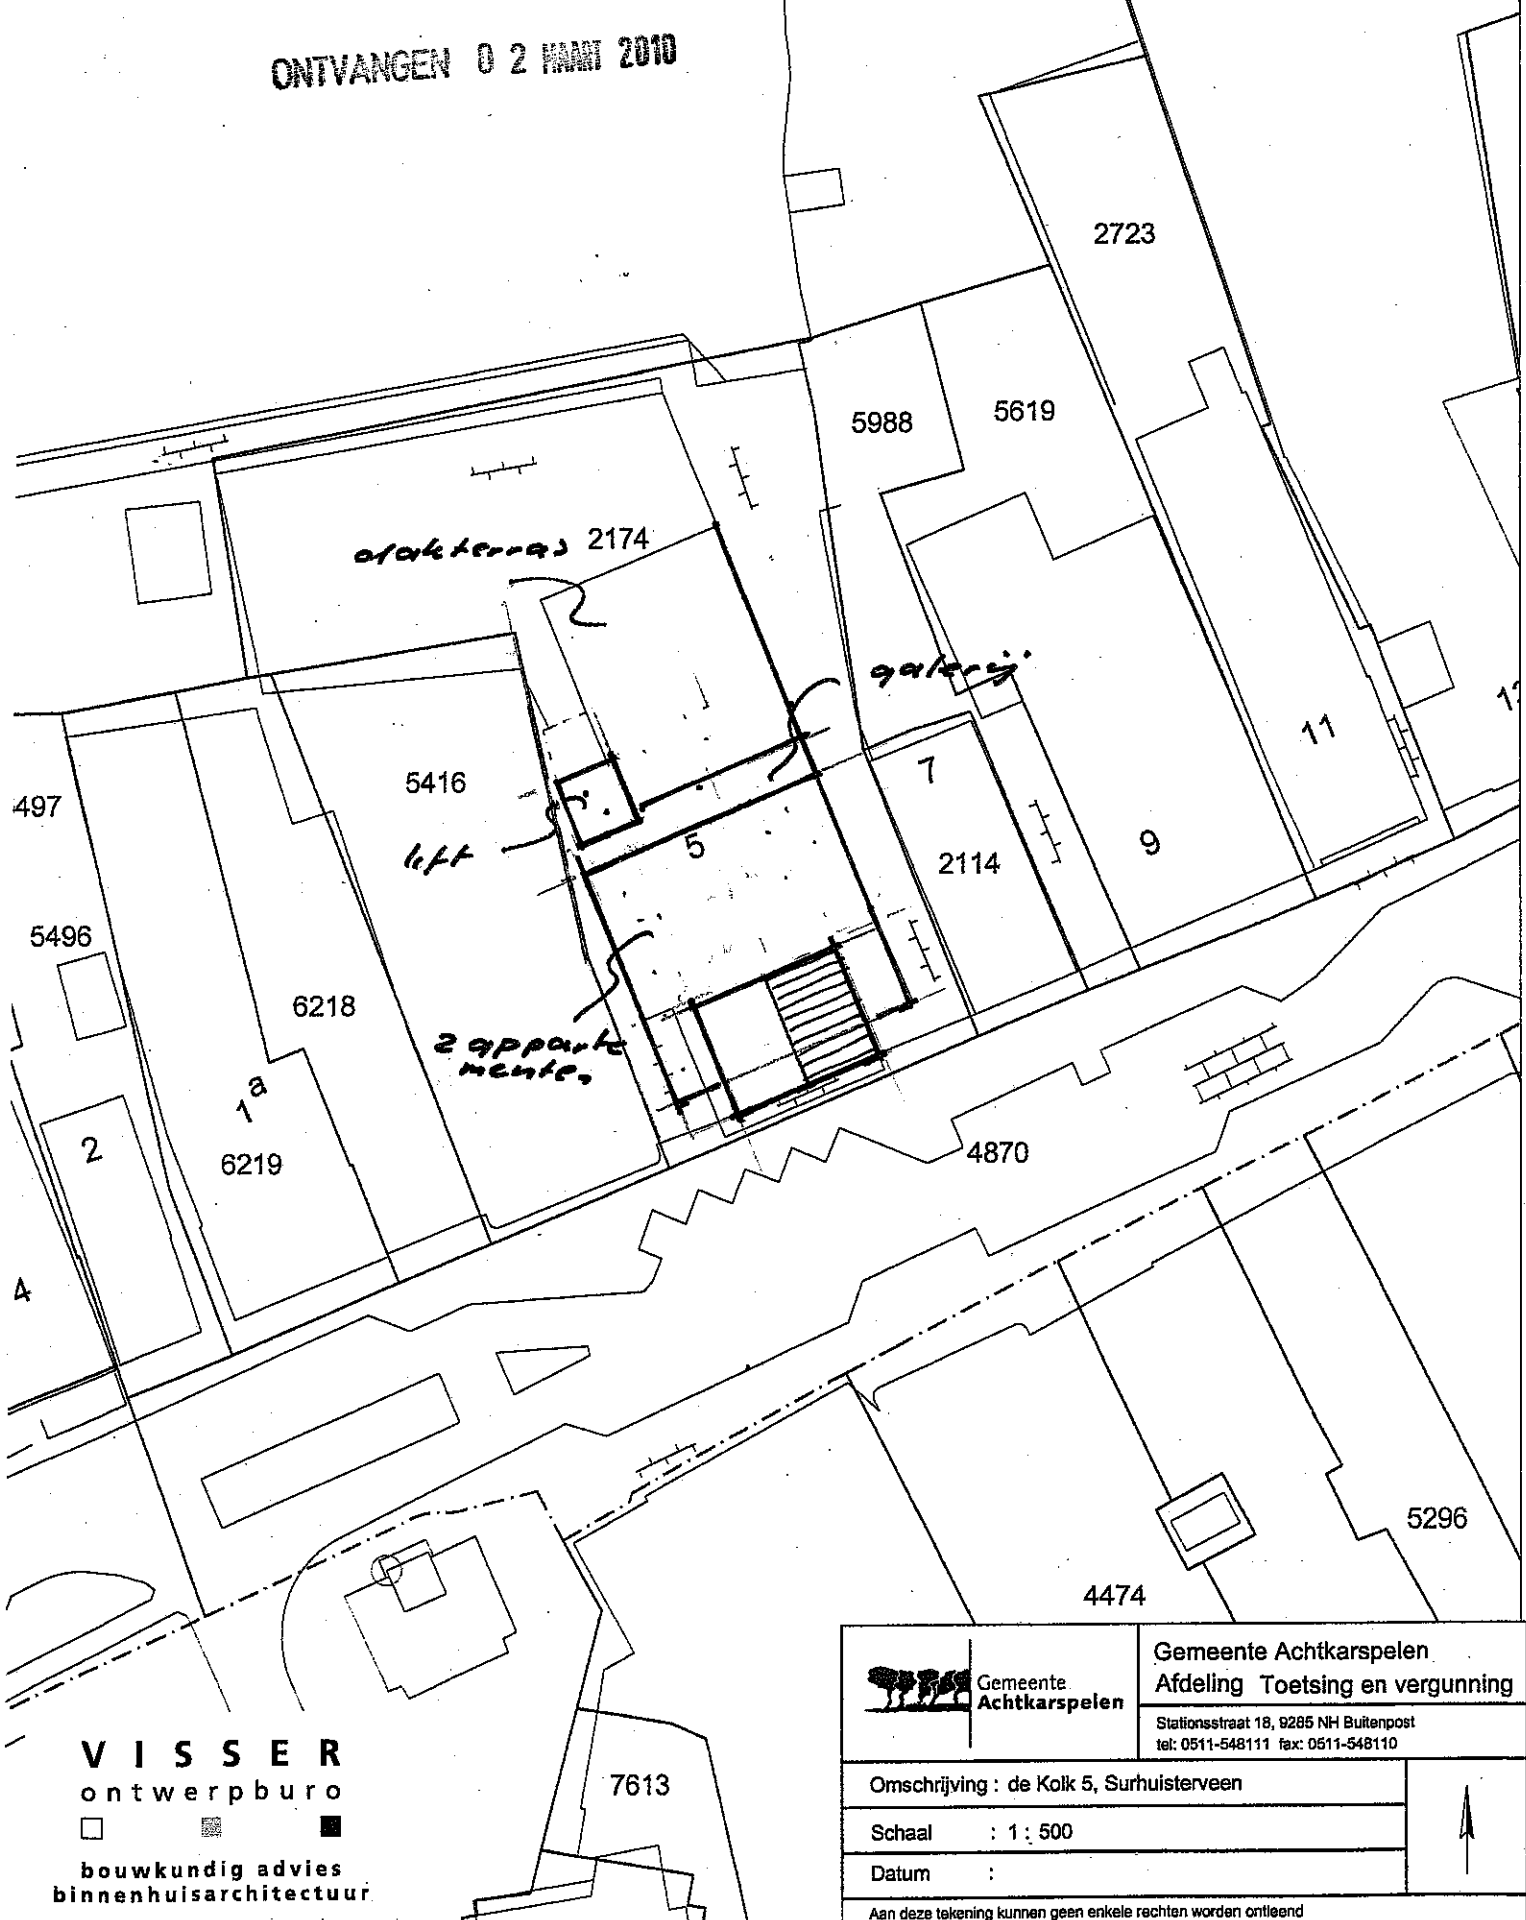 ONTVANGEN 0 2 MAART 2010
2723
5988
5619
2174
dakterras
galerij
11
12
5416
7
497
lift
5
2114
9
5496
6218
2 apparte
menten
1a
2
6219
4870
4
5296
4474
Gemeente
Achtkarspelen
Gemeente Achtkarspelen
Afdeling Toetsing en vergunning
Stationsstraat 18, 9285 NH Buitenpost
tel: 0511-548111 fax: 0511-548110
VISSER
ontwerpburo
bouwkundig advies
binnenhuisarchitectuur
7613
Omschrijving : de Kolk 5, Surhuisterveen
Schaal : 1 : 500
Datum :
Aan deze tekening kunnen geen enkele rechten worden ontleend